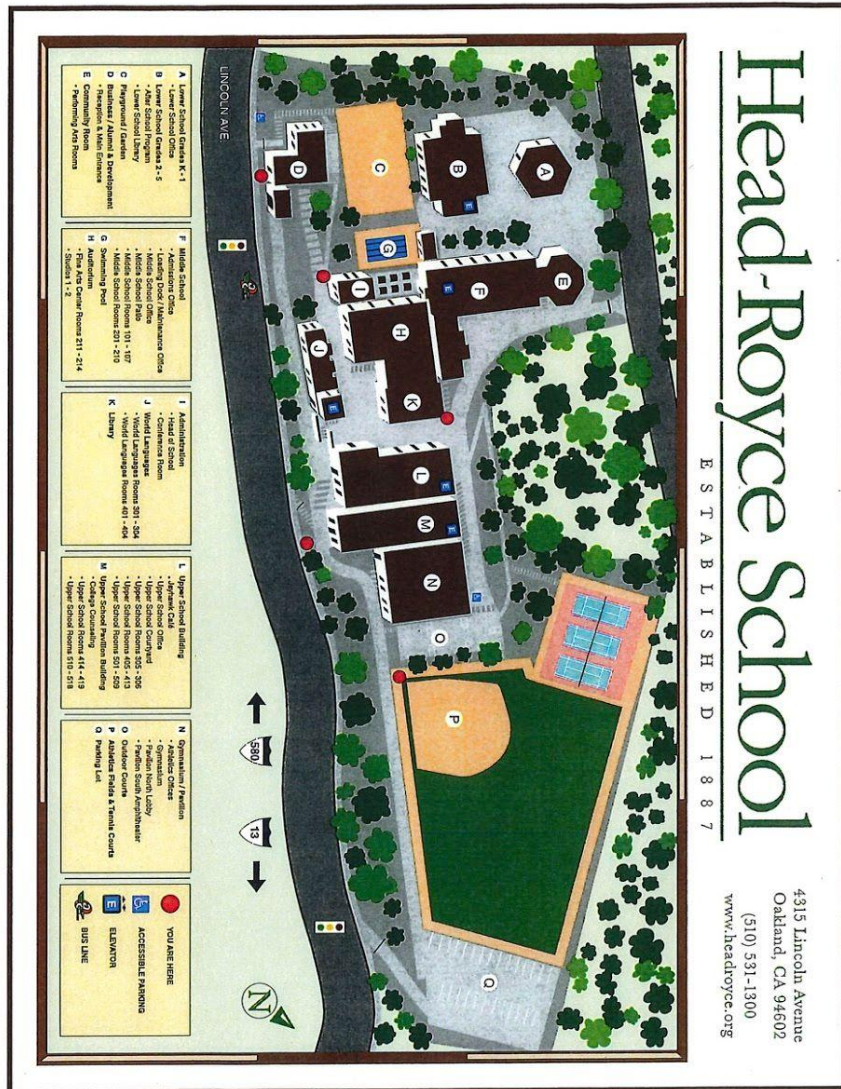 Head-Royce School
ESTABLISHED 1887
4315 Lincoln Avenue
Oakland, CA 94602
(510) 531-1300
www.headroyce.org
A
B
C
D
E
E
F
E
G
H
I
J
E
K
L
E
M
E
N
O
P
Q
LINCOLN AVE.
580
13
N
A Lower School Grades K - 1
• Lower School Office
B Lower School Grades 2 - 5
• After School Program
• Lower School Library
C Playground / Garden
D Business / Alumni & Development
• Reception & Main Entrance
E Community Room
• Performing Arts Rooms
F Middle School
• Admissions Office
• Loading Dock / Maintenance Office
• Middle School Office
• Middle School Patio
• Middle School Rooms 101 - 107
• Middle School Rooms 201 - 210
G Swimming Pool
H Auditorium
• Fine Arts Center Rooms 211 - 214
• Studios 1 - 2
I Administration
• Head of School
• Conference Room
J World Languages
• World Languages Rooms 301 - 304
• World Languages Rooms 401 - 404
K Library
L Upper School Building
• Jayhawk Café
• Upper School Office
• Upper School Courtyard
• Upper School Rooms 305 - 306
• Upper School Rooms 405 - 413
• Upper School Rooms 501 - 509
M Upper School Pavilion Building
• College Counseling
• Upper School Rooms 414 - 419
• Upper School Rooms 510 - 518
N Gymnasium / Pavilion
• Athletics Offices
• Gymnasium
• Pavilion North Lobby
• Pavilion South Amphitheater
O Outdoor Courts
P Athletics Fields & Tennis Courts
Q Parking Lot
YOU ARE HERE
ACCESSIBLE PARKING
E ELEVATOR
BUS LINE